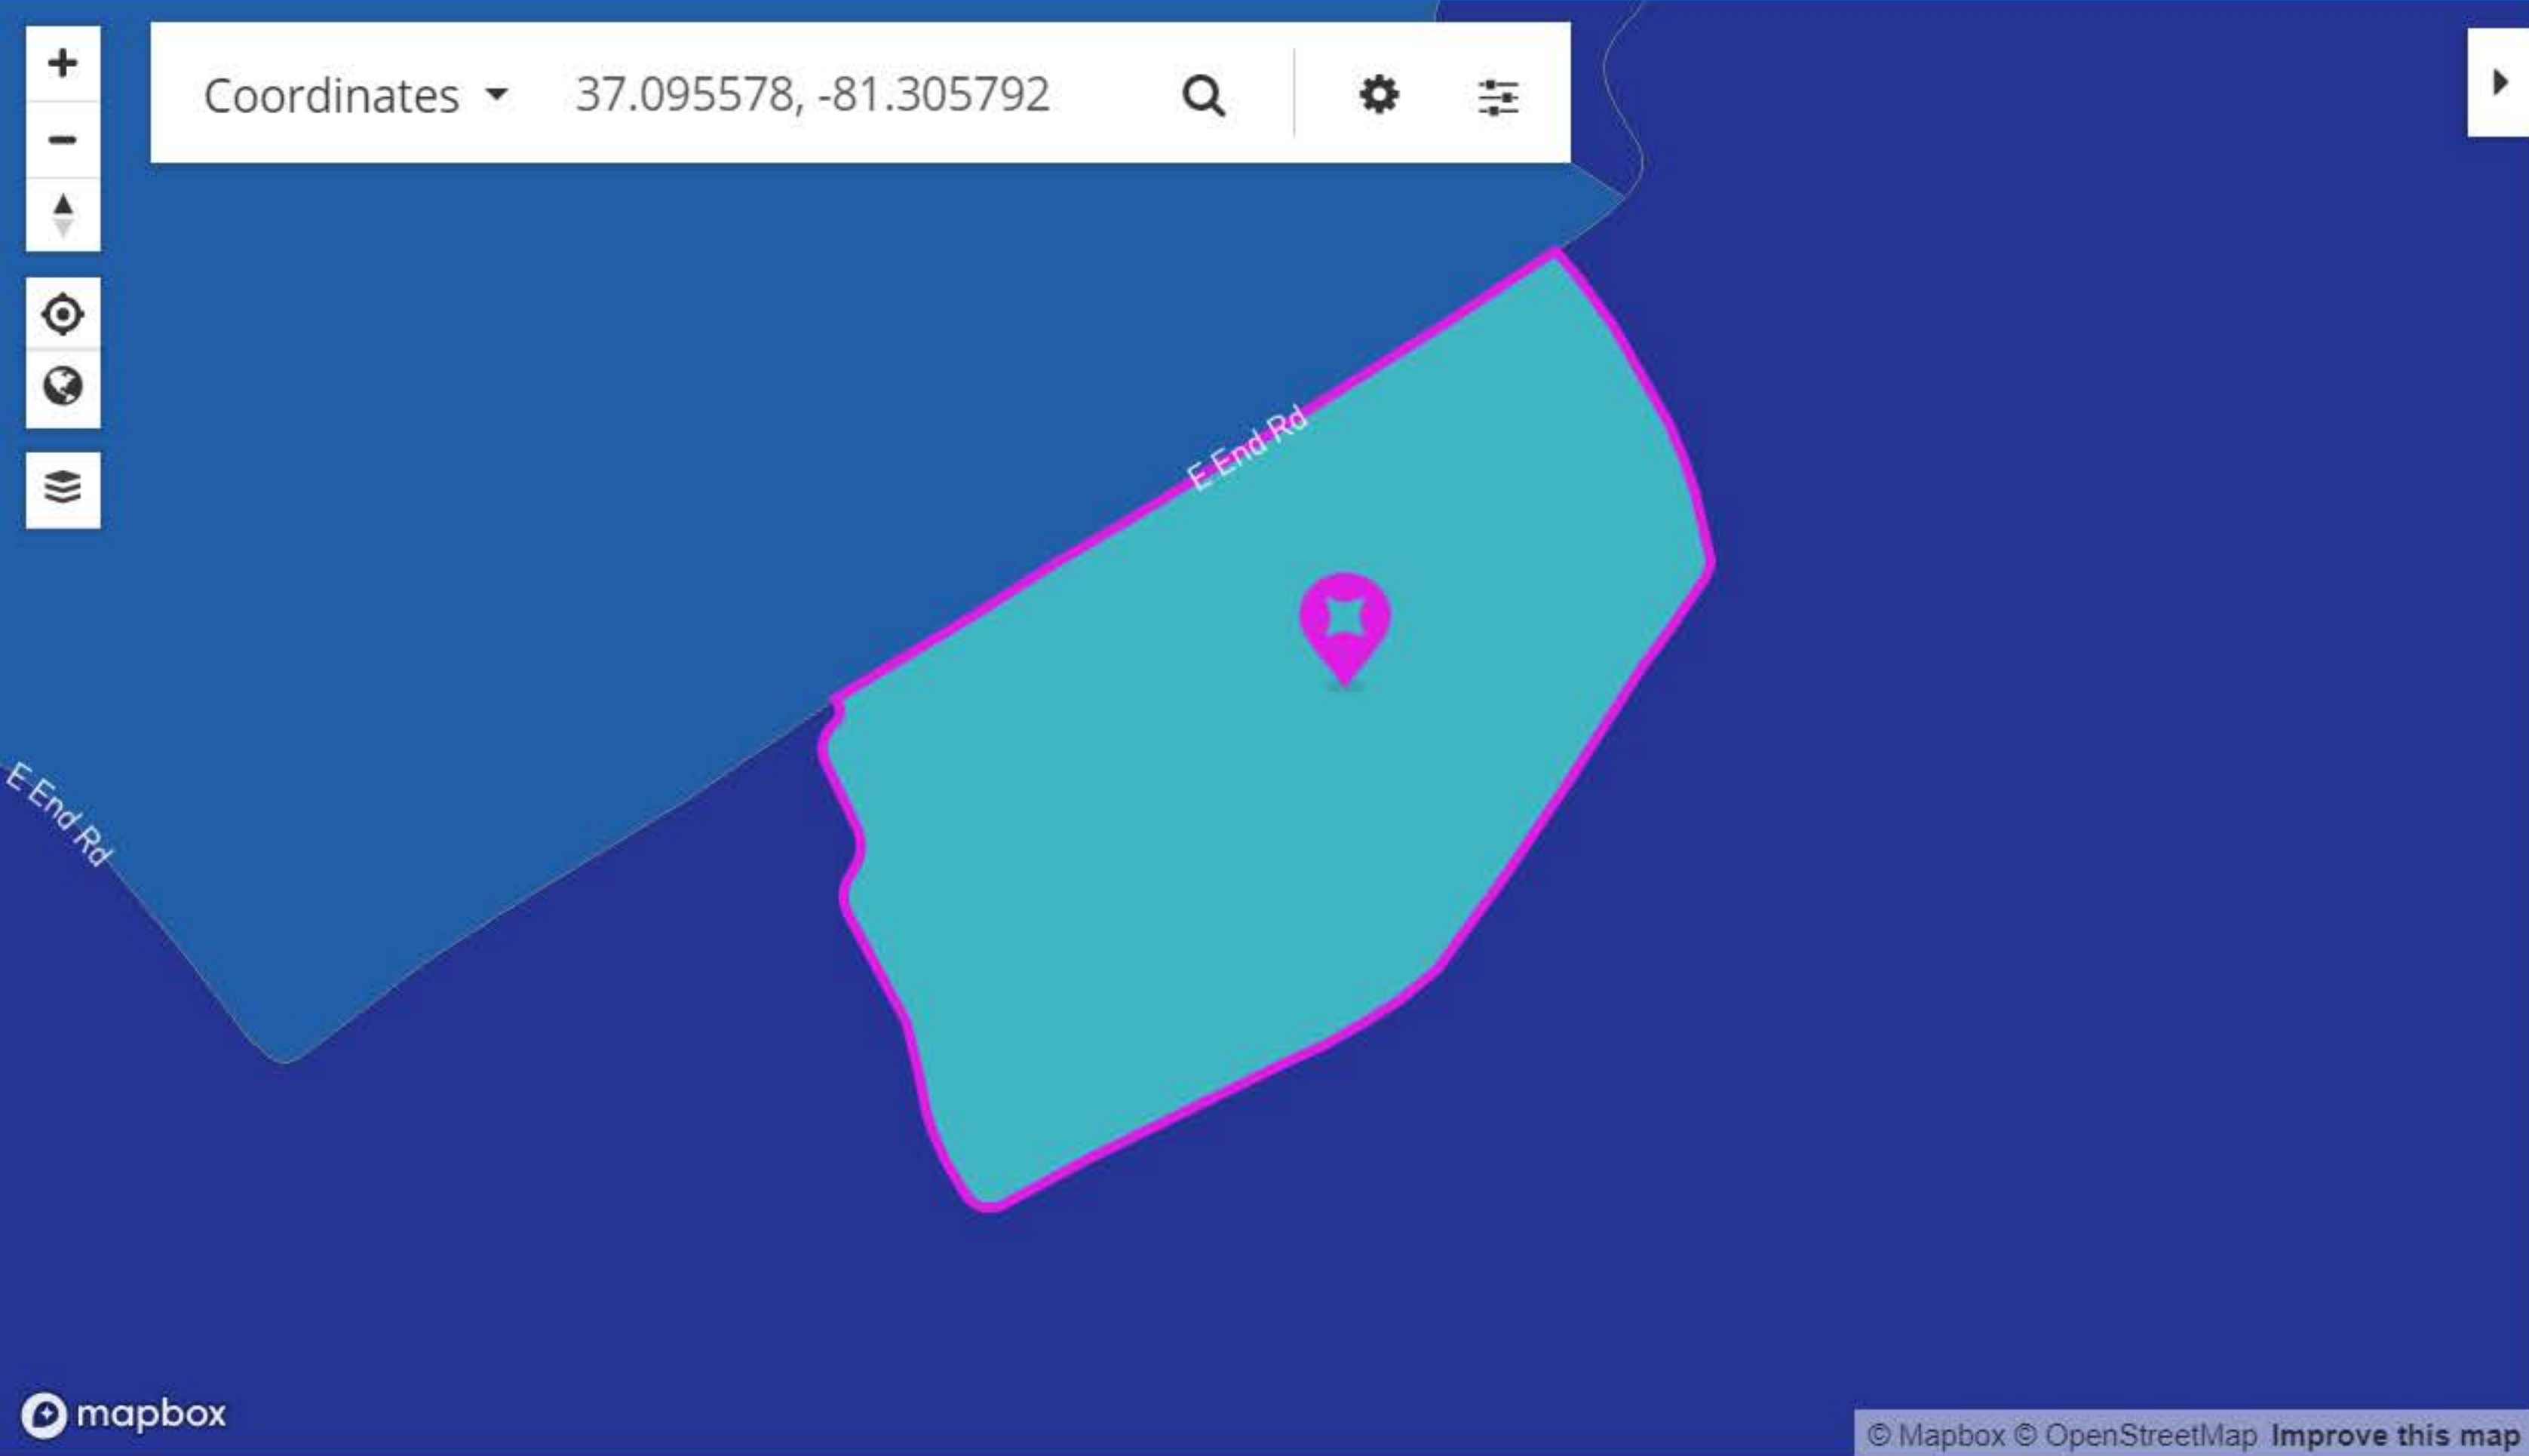 Coordinates 37.095578, -81.305792
E End Rd
E End Rd
mapbox
© Mapbox © OpenStreetMap Improve this map